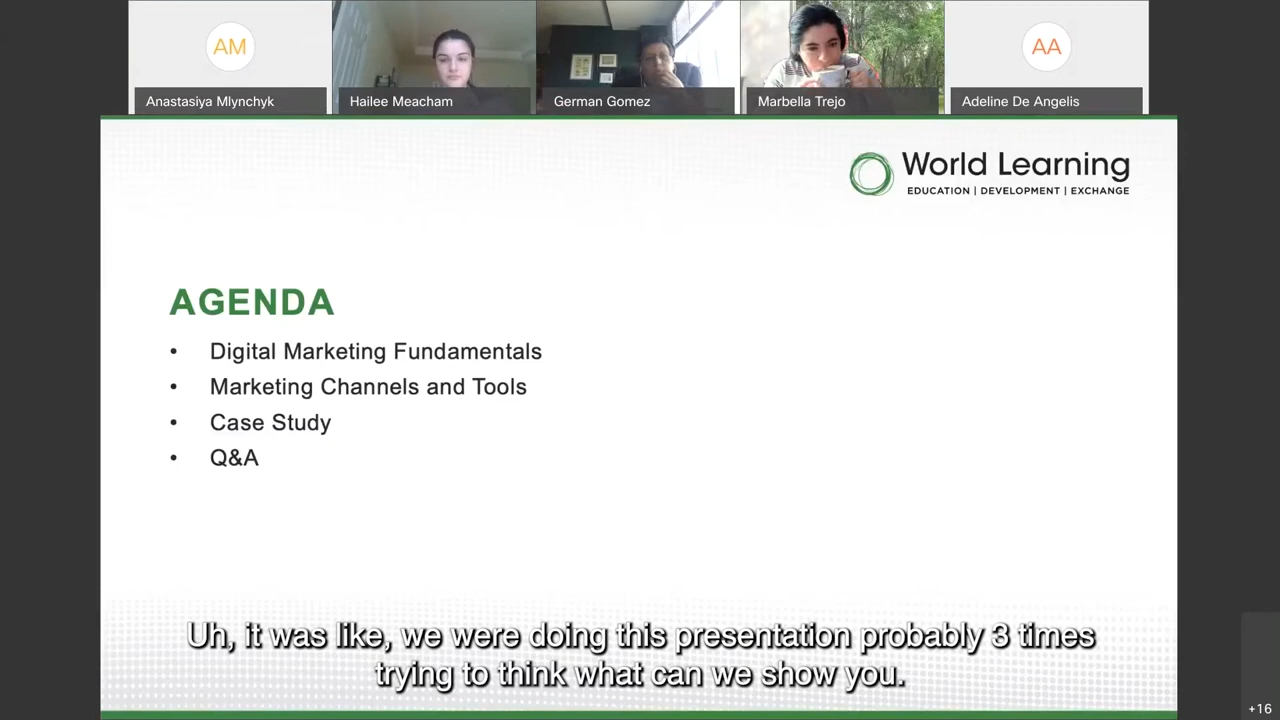 AM
AA
Anastasiya Mlynchyk
Hailee Meacham
German Gomez
Marbella Trejo
Adeline De Angelis
World Learning
EDUCATION | DEVELOPMENT | EXCHANGE
AGENDA
• Digital Marketing Fundamentals
• Marketing Channels and Tools
• Case Study
• Q&A
Uh, it was like, we were doing this presentation probably 3 times
trying to think what can we show you.
+16